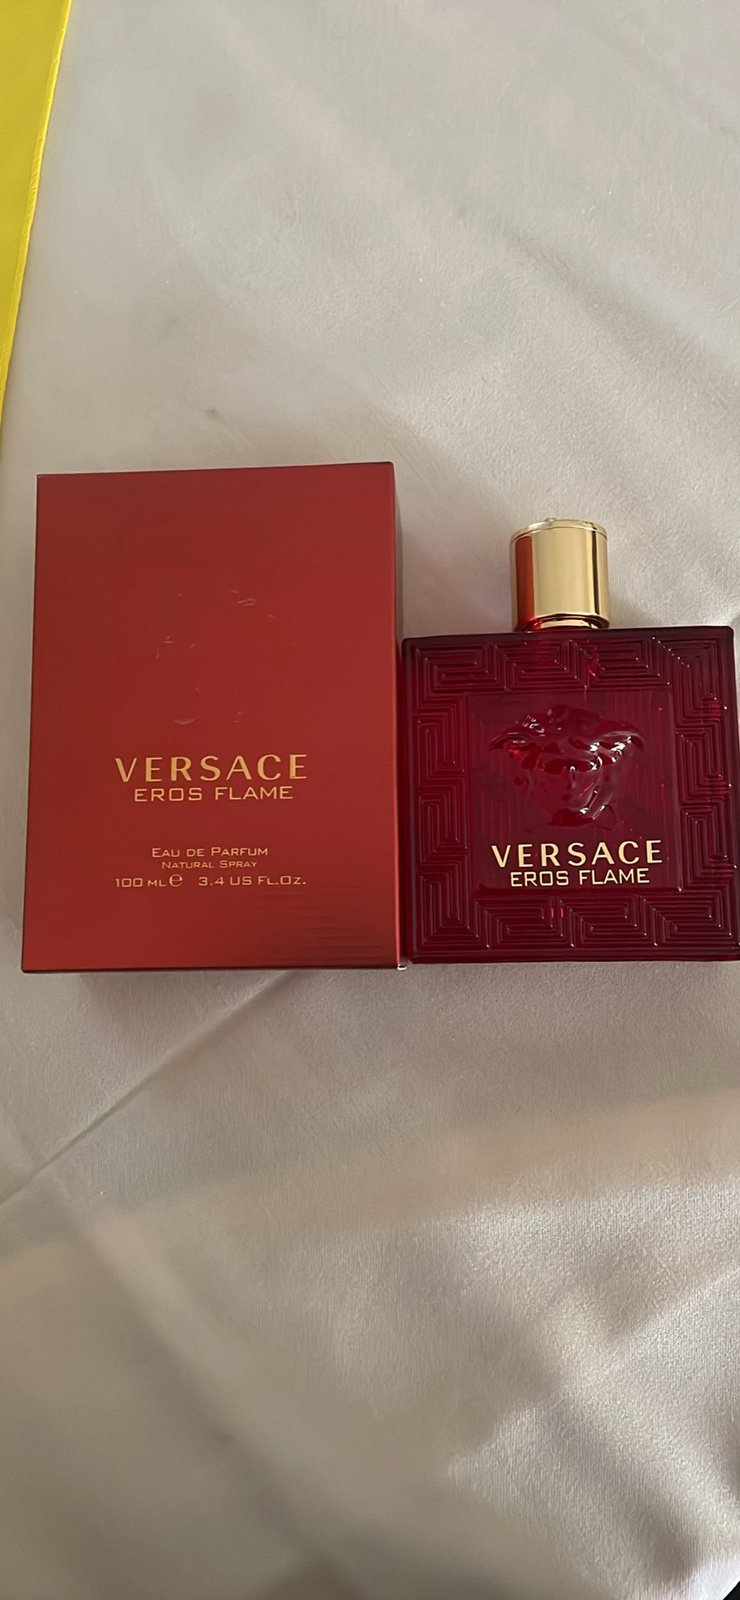 VERSACE
EROS FLAME
EAU DE PARFUM
NATURAL SPRAY
100 ML ℮ 3.4 US FL.OZ.
VERSACE
EROS FLAME